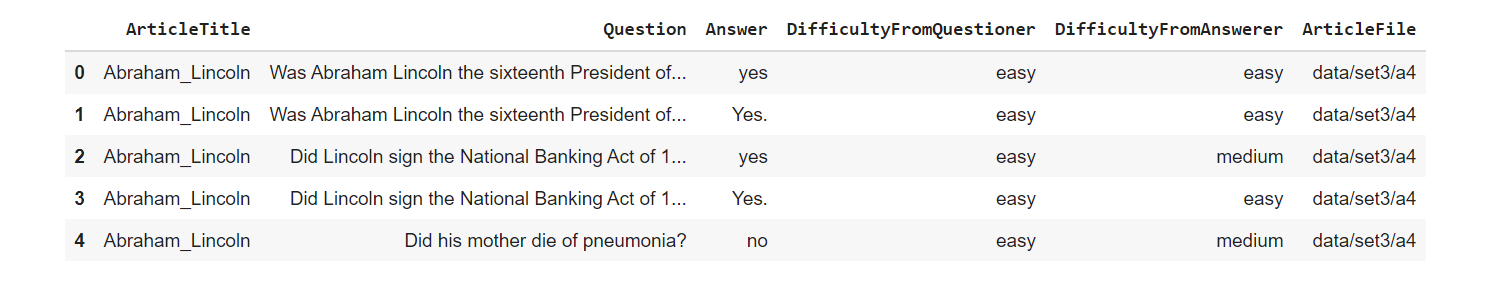 ArticleTitle Question Answer DifficultyFromQuestioner DifficultyFromAnswerer ArticleFile
0 Abraham_Lincoln Was Abraham Lincoln the sixteenth President of... yes easy easy data/set3/a4
1 Abraham_Lincoln Was Abraham Lincoln the sixteenth President of... Yes. easy easy data/set3/a4
2 Abraham_Lincoln Did Lincoln sign the National Banking Act of 1... yes easy medium data/set3/a4
3 Abraham_Lincoln Did Lincoln sign the National Banking Act of 1... Yes. easy easy data/set3/a4
4 Abraham_Lincoln Did his mother die of pneumonia? no easy medium data/set3/a4